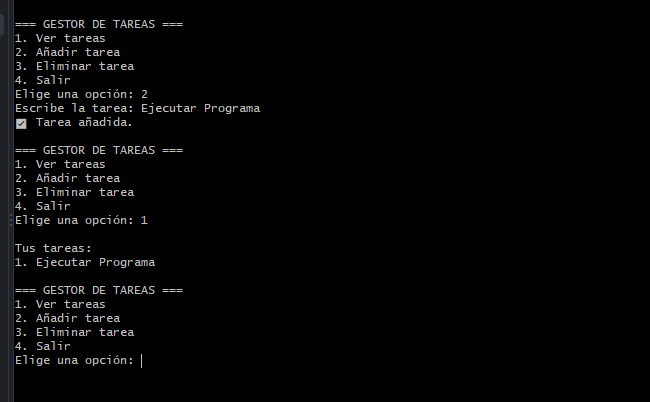 === GESTOR DE TAREAS ===
1. Ver tareas
2. Añadir tarea
3. Eliminar tarea
4. Salir
Elige una opción: 2
Escribe la tarea: Ejecutar Programa
✅ Tarea añadida.
=== GESTOR DE TAREAS ===
1. Ver tareas
2. Añadir tarea
3. Eliminar tarea
4. Salir
Elige una opción: 1
Tus tareas:
1. Ejecutar Programa
=== GESTOR DE TAREAS ===
1. Ver tareas
2. Añadir tarea
3. Eliminar tarea
4. Salir
Elige una opción: